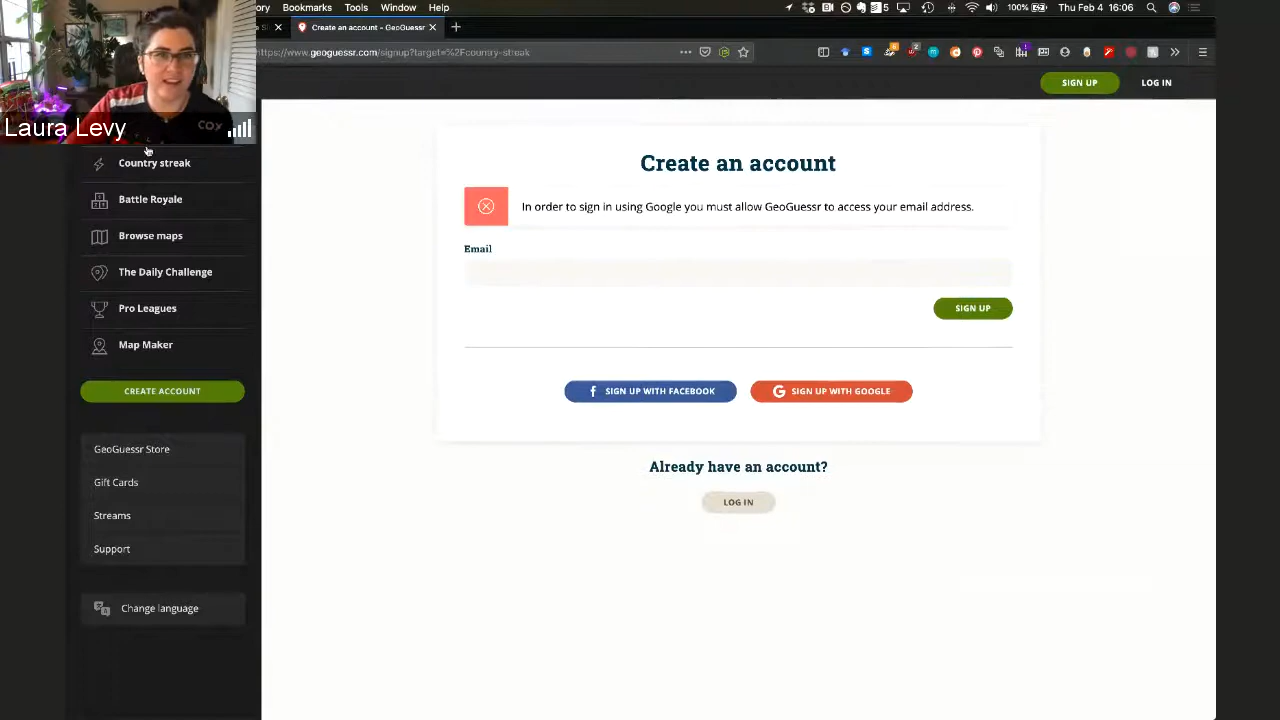 Bookmarks Tools Window Help
100%
Thu Feb 4 16:06
Create an account - GeoGuessr
https://www.geoguessr.com/signup?target=%2Fcountry-streak
SIGN UP
LOG IN
Laura Levy
COX
Country streak
Battle Royale
Browse maps
The Daily Challenge
Pro Leagues
Map Maker
CREATE ACCOUNT
GeoGuessr Store
Gift Cards
Streams
Support
Change language
Create an account
In order to sign in using Google you must allow GeoGuessr to access your email address.
Email
SIGN UP
SIGN UP WITH FACEBOOK
SIGN UP WITH GOOGLE
Already have an account?
LOG IN